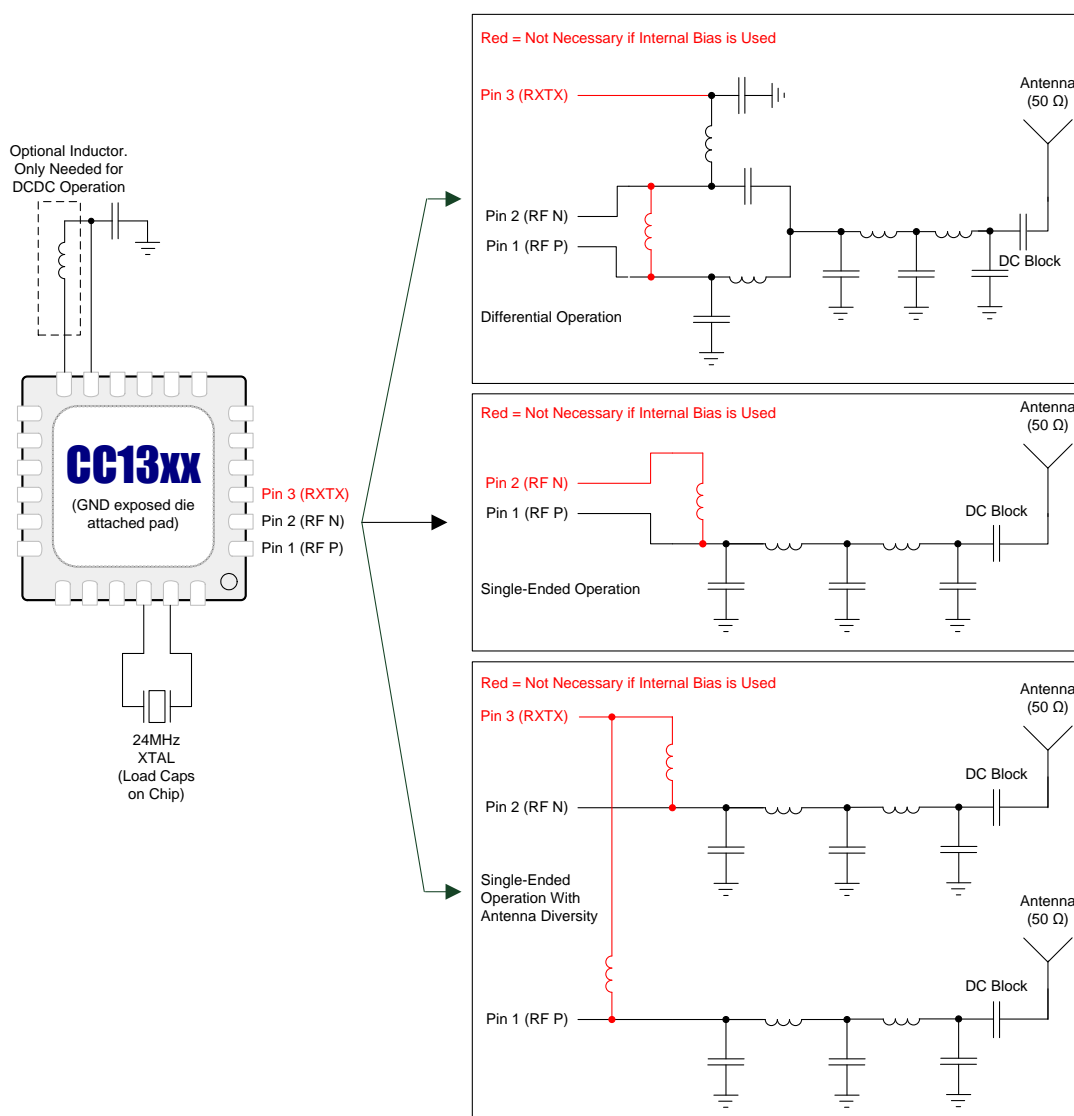 Optional Inductor.
Only Needed for
DCDC Operation
CC13xx
(GND exposed die
attached pad)
Pin 3 (RXTX)
Pin 2 (RF N)
Pin 1 (RF P)
24MHz
XTAL
(Load Caps
on Chip)
Red = Not Necessary if Internal Bias is Used
Pin 3 (RXTX)
Antenna
(50 Ω)
Pin 2 (RF N)
Pin 1 (RF P)
DC Block
Differential Operation
Red = Not Necessary if Internal Bias is Used
Antenna
(50 Ω)
Pin 2 (RF N)
Pin 1 (RF P)
DC Block
Single-Ended Operation
Red = Not Necessary if Internal Bias is Used
Pin 3 (RXTX)
Antenna
(50 Ω)
DC Block
Pin 2 (RF N)
Single-Ended
Operation With
Antenna Diversity
Antenna
(50 Ω)
DC Block
Pin 1 (RF P)